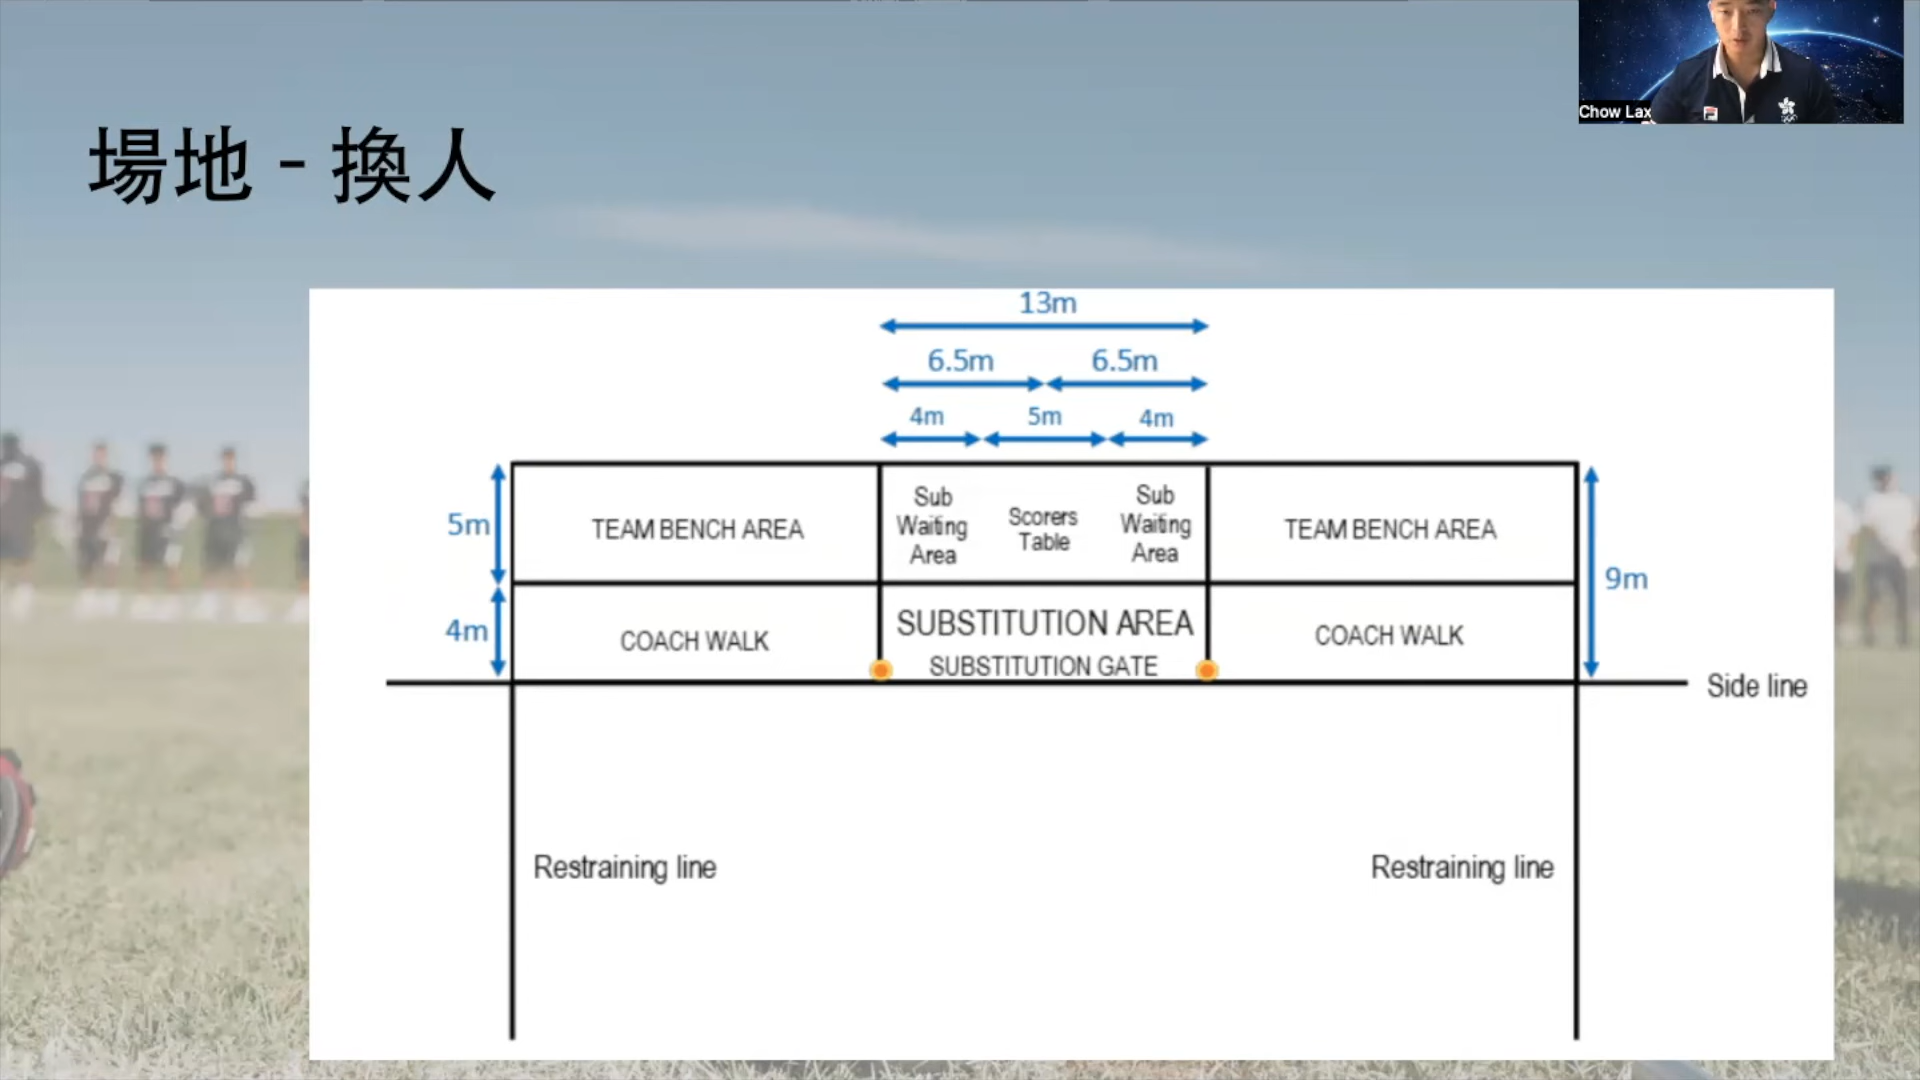 Chow Lax
場地 - 換人
13m
6.5m 6.5m
4m 5m 4m
5m
TEAM BENCH AREA
Sub
Waiting
Area
Scorers
Table
Sub
Waiting
Area
TEAM BENCH AREA
9m
4m
COACH WALK
SUBSTITUTION AREA
SUBSTITUTION GATE
COACH WALK
Side line
Restraining line
Restraining line